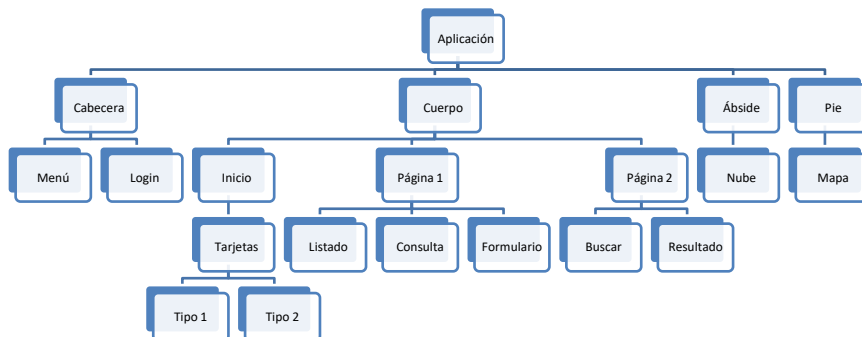 Aplicación
Cabecera
Cuerpo
Ábside
Pie
Menú
Login
Inicio
Página 1
Página 2
Nube
Mapa
Tarjetas
Listado
Consulta
Formulario
Buscar
Resultado
Tipo 1
Tipo 2